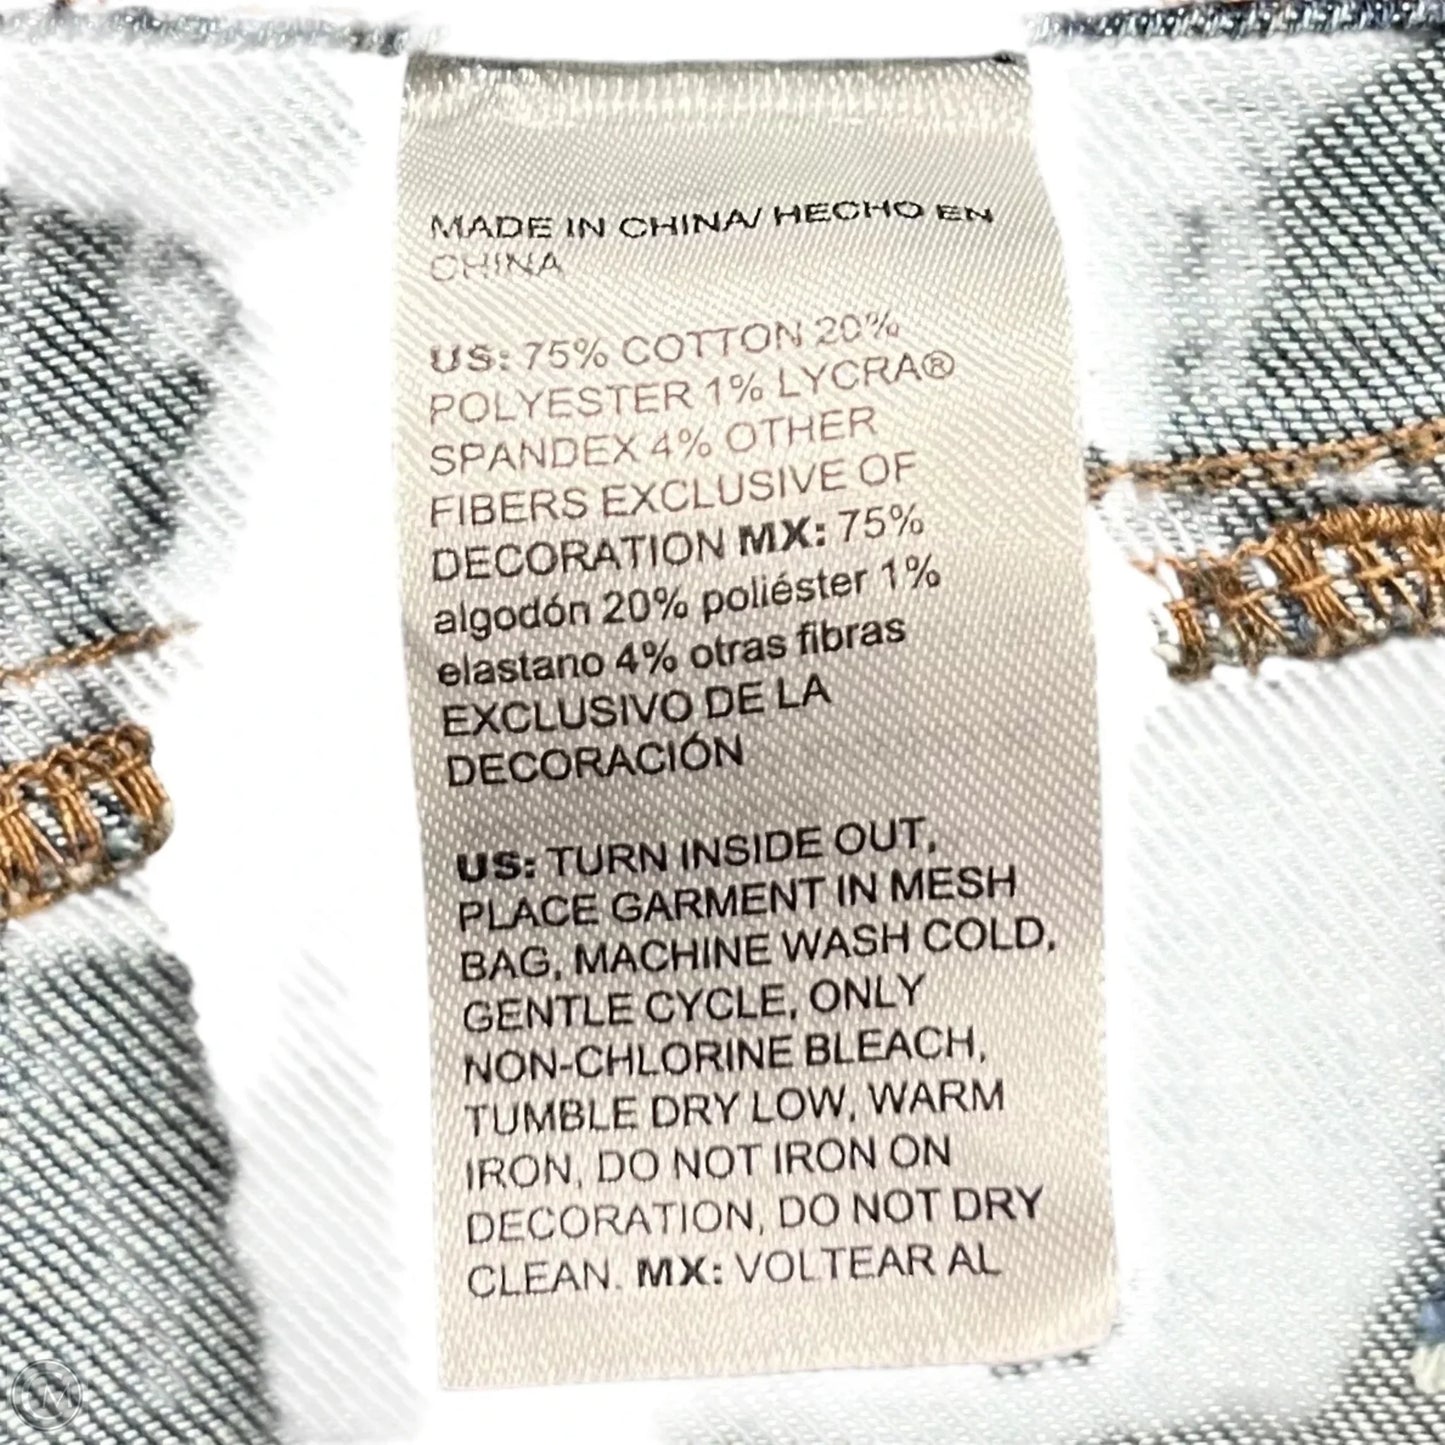 MADE IN CHINA/ HECHO EN
CHINA
US: 75% COTTON 20%
POLYESTER 1% LYCRA®
SPANDEX 4% OTHER
FIBERS EXCLUSIVE OF
DECORATION MX: 75%
algodón 20% poliéster 1%
elastano 4% otras fibras
EXCLUSIVO DE LA
DECORACIÓN
US: TURN INSIDE OUT,
PLACE GARMENT IN MESH
BAG, MACHINE WASH COLD,
GENTLE CYCLE, ONLY
NON-CHLORINE BLEACH,
TUMBLE DRY LOW, WARM
IRON, DO NOT IRON ON
DECORATION, DO NOT DRY
CLEAN. MX: VOLTEAR AL